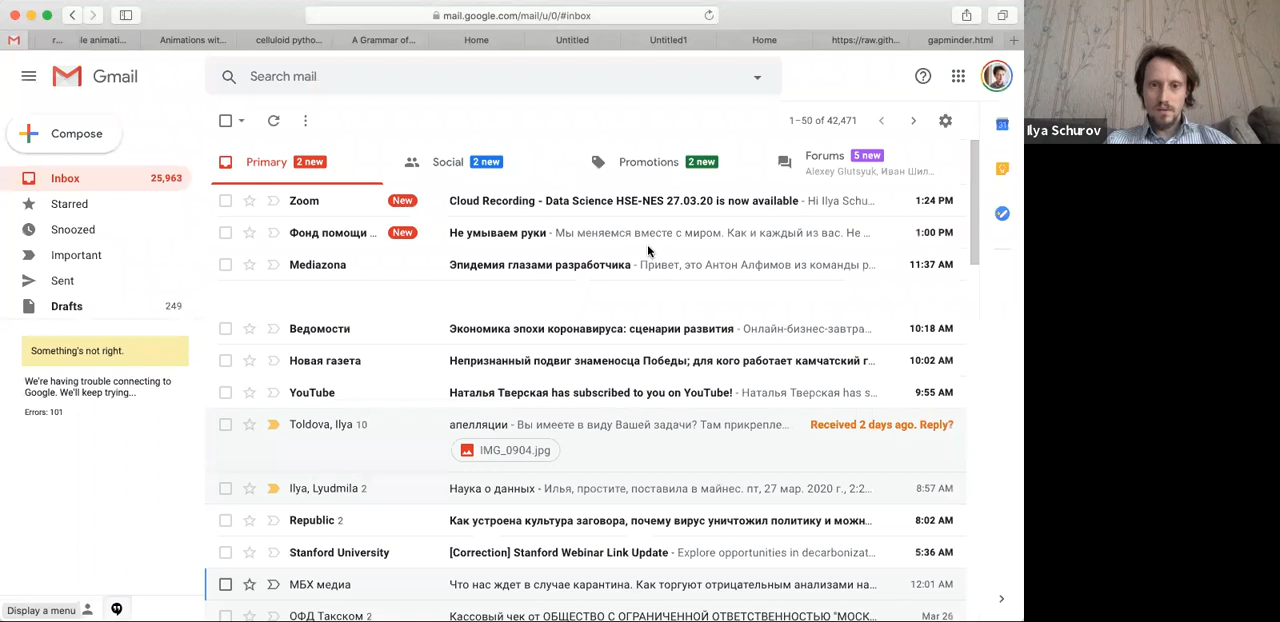 mail.google.com/mail/u/0/#inbox
r... le animati... Animations wit... celluloid pytho... A Grammar of... Home Untitled Untitled1 Home https://raw.gith... gapminder.html
Gmail
Search mail
Compose
1–50 of 42,471
Primary 2 new
Social 2 new
Promotions 2 new
Forums 5 new
Alexey Glutsyuk, Иван Шил...
Inbox 25,963
Starred
Snoozed
Important
Sent
Drafts 249
Something's not right.
We're having trouble connecting to
Google. We'll keep trying...
Errors: 101
Zoom New Cloud Recording - Data Science HSE-NES 27.03.20 is now available - Hi Ilya Schu... 1:24 PM
Фонд помощи ... New Не умываем руки - Мы меняемся вместе с миром. Как и каждый из вас. Не ... 1:00 PM
Mediazona Эпидемия глазами разработчика - Привет, это Антон Алфимов из команды р... 11:37 AM
Ведомости Экономика эпохи коронавируса: сценарии развития - Онлайн-бизнес-завтра... 10:18 AM
Новая газета Непризнанный подвиг знаменосца Победы; для кого работает камчатский г... 10:02 AM
YouTube Наталья Тверская has subscribed to you on YouTube! - Наталья Тверская has s... 9:55 AM
Toldova, Ilya 10 апелляции - Вы имеете в виду Вашей задачи? Там прикрепле... Received 2 days ago. Reply?
IMG_0904.jpg
Ilya, Lyudmila 2 Наука о данных - Илья, простите, поставила в майнес. пт, 27 мар. 2020 г., 2:2... 8:57 AM
Republic 2 Как устроена культура заговора, почему вирус уничтожил политику и можн... 8:02 AM
Stanford University [Correction] Stanford Webinar Link Update - Explore opportunities in decarbonizat... 5:36 AM
МБХ медиа Что нас ждет в случае карантина. Как торгуют отрицательным анализами на... 12:01 AM
ОФД Такском 2 Кассовый чек от ОБЩЕСТВО С ОГРАНИЧЕННОЙ ОТВЕТСТВЕННОСТЬЮ "МОСК... Mar 26
Display a menu
31
Ilya Schurov